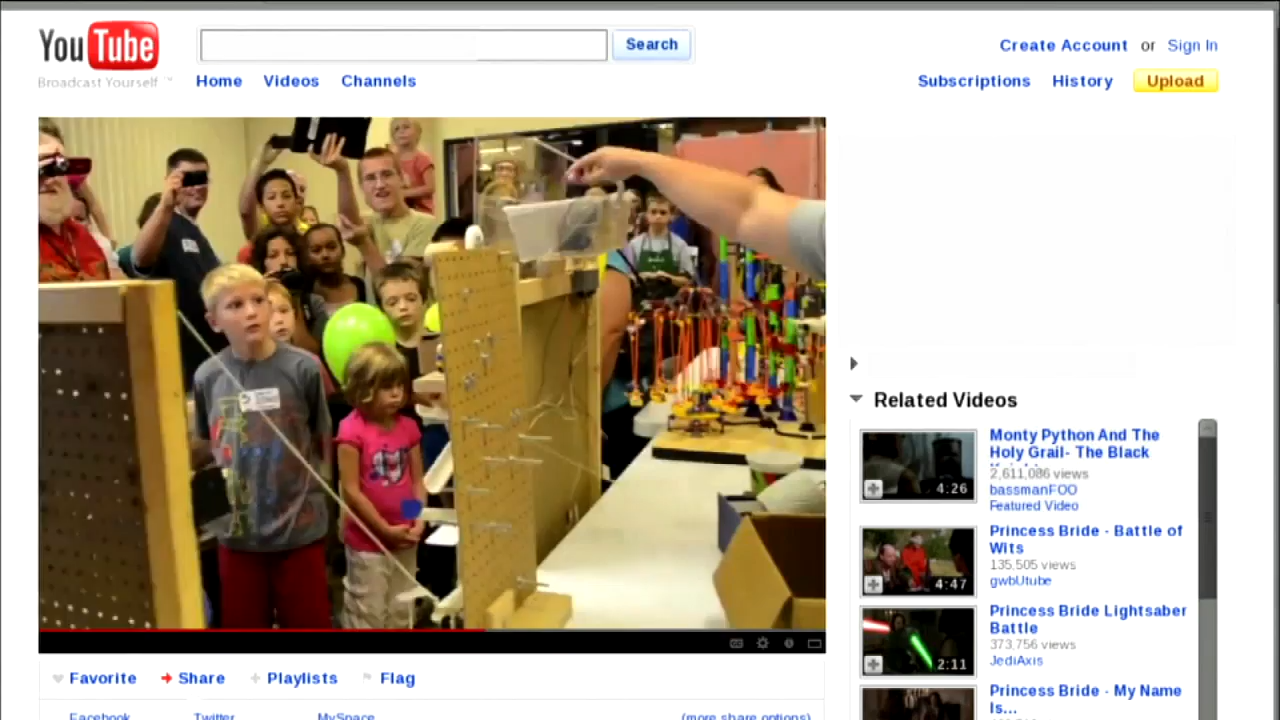 YouTube
Broadcast Yourself ™
Search
Create Account or Sign In
Home Videos Channels
Subscriptions History Upload
Related Videos
Monty Python And The
Holy Grail- The Black
2,611,086 views
bassmanFOO
Featured Video
4:26
Princess Bride - Battle of
Wits
135,505 views
gwbUtube
4:47
Princess Bride Lightsaber
Battle
373,756 views
JediAxis
2:11
Princess Bride - My Name
Is...
Favorite Share Playlists Flag
Facebook Twitter MySpace (more share options)